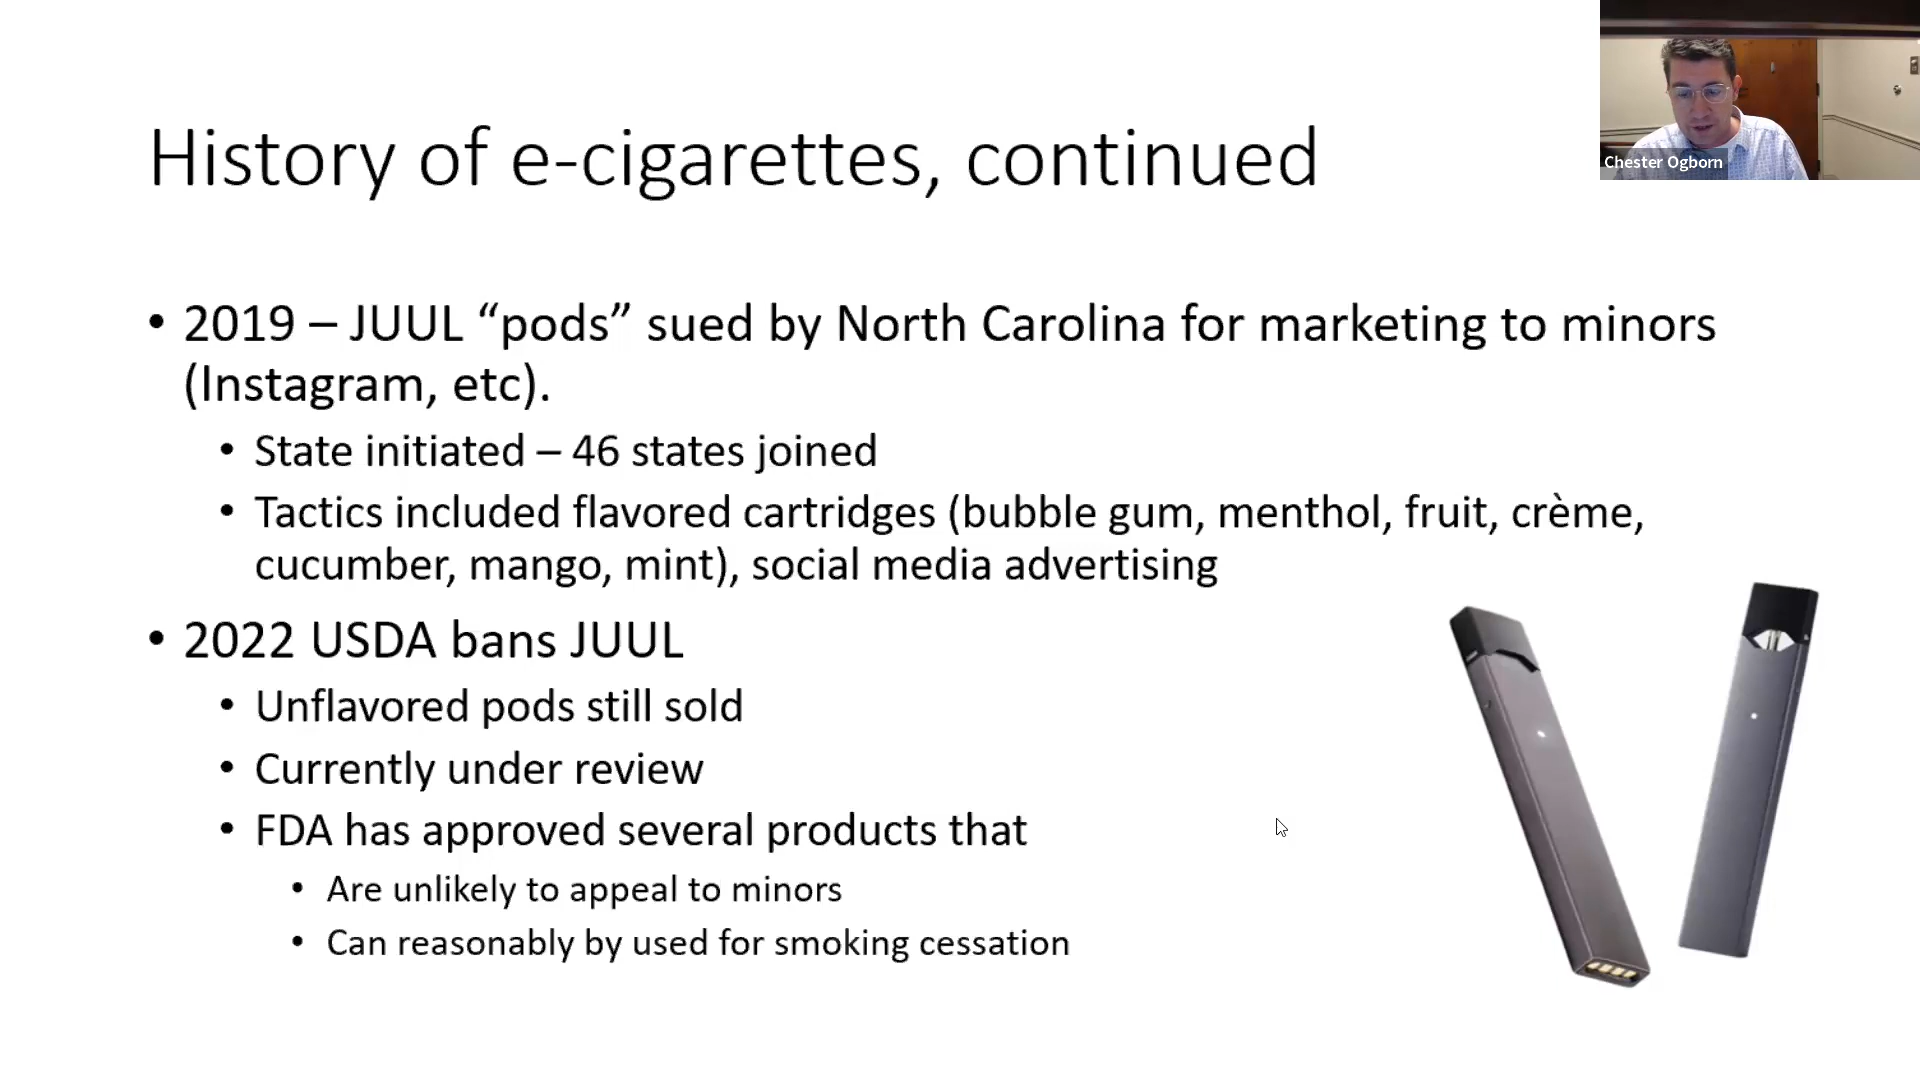 History of e-cigarettes, continued
Chester Ogborn
• 2019 – JUUL “pods” sued by North Carolina for marketing to minors
(Instagram, etc).
• State initiated – 46 states joined
• Tactics included flavored cartridges (bubble gum, menthol, fruit, crème,
cucumber, mango, mint), social media advertising
• 2022 USDA bans JUUL
• Unflavored pods still sold
• Currently under review
• FDA has approved several products that
• Are unlikely to appeal to minors
• Can reasonably by used for smoking cessation